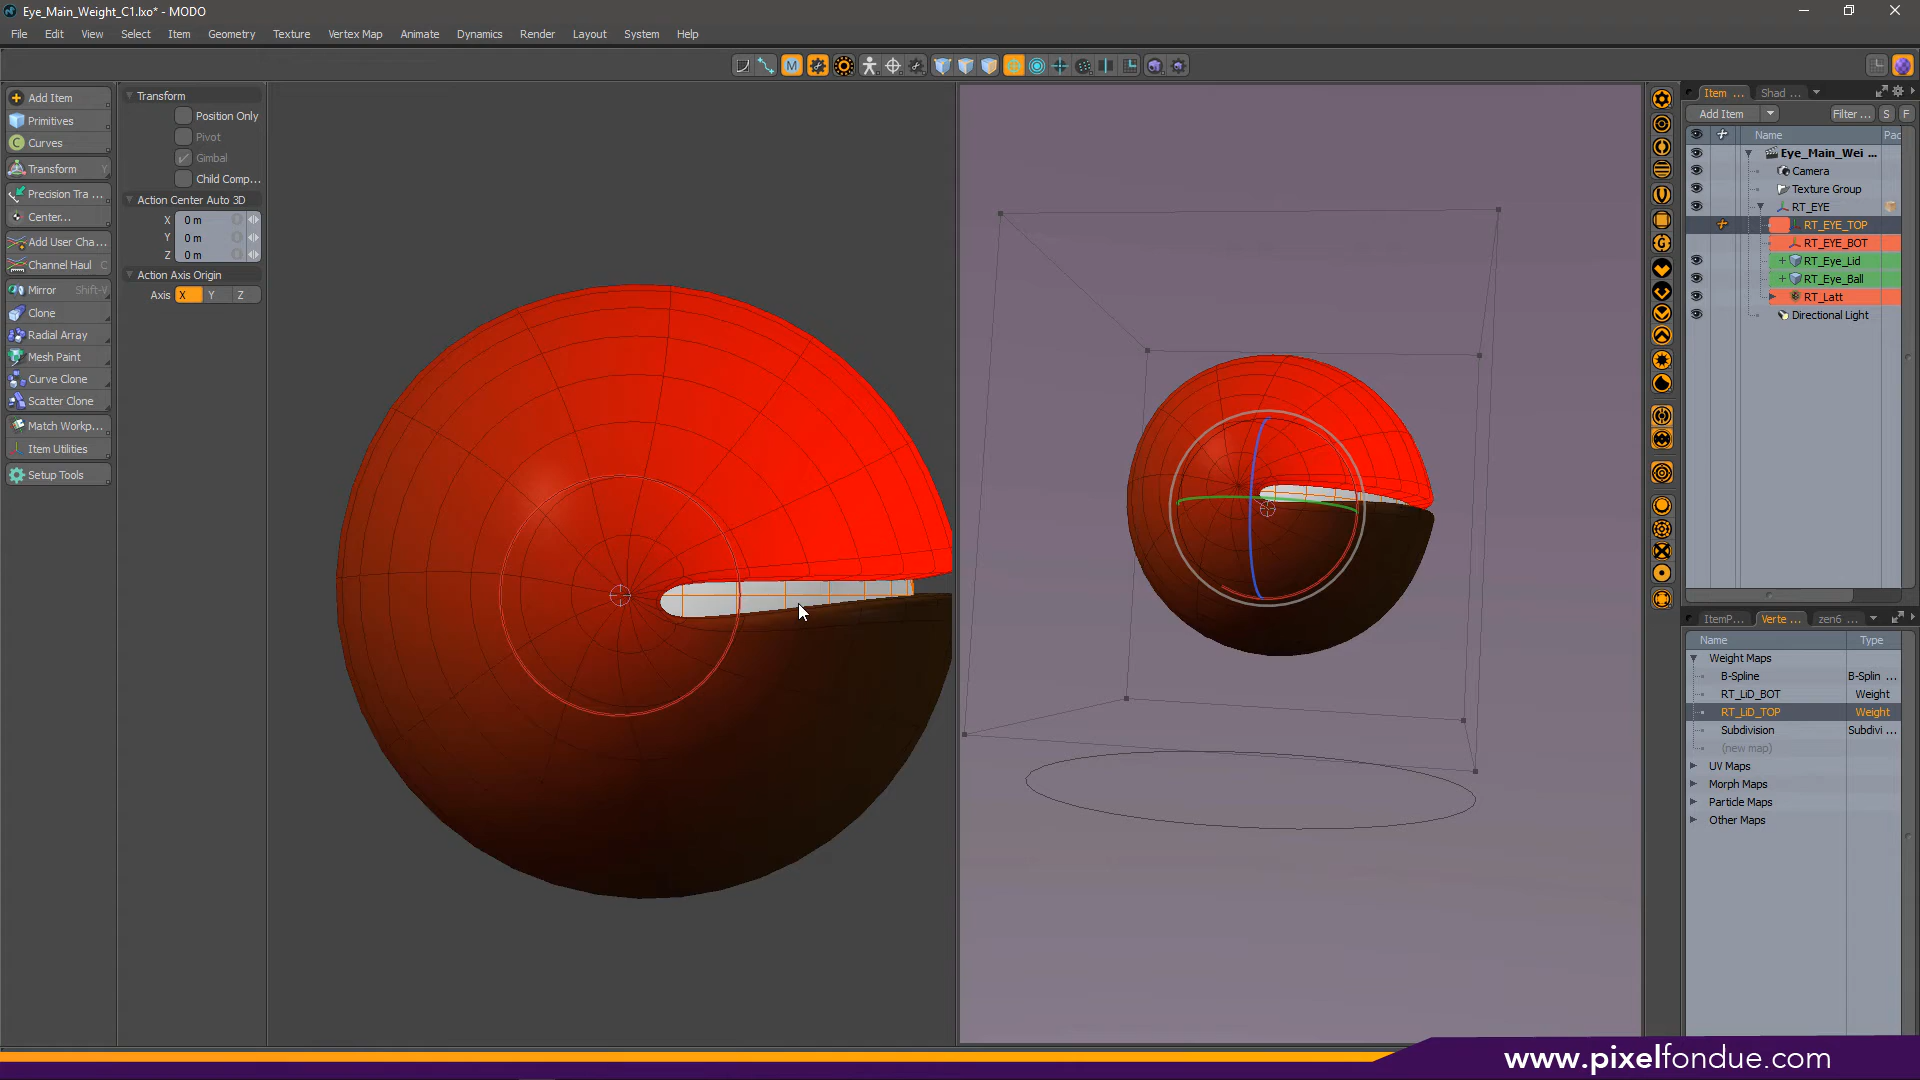 Eye_Main_Weight_C1.lxo* - MODO
File Edit View Select Item Geometry Texture Vertex Map Animate Dynamics Render Layout System Help
Add Item
Primitives
Curves
Transform Y
Precision Tra ...
Center...
Add User Cha...
Channel Haul C
Mirror Shift-V
Clone
Radial Array
Mesh Paint
Curve Clone
Scatter Clone
Match Workp...
Item Utilities
Setup Tools
Transform
Position Only
Pivot
Gimbal
Child Comp...
Action Center Auto 3D
X 0 m
Y 0 m
Z 0 m
Action Axis Origin
Axis X Y Z
Item ... Shad ...
Add Item Filter ... S F
Name
Eye_Main_Wei ...
Camera
Texture Group
RT_EYE
RT_EYE_TOP
RT_EYE_BOT
RT_Eye_Lid
RT_Eye_Ball
RT_Latt
Directional Light
ItemP... Verte ... zen6 ...
Name Type
Weight Maps
B-Spline B-Splin ...
RT_LiD_BOT Weight
RT_LiD_TOP Weight
Subdivision Subdivi ...
(new map)
UV Maps
Morph Maps
Particle Maps
Other Maps
www.pixelfondue.com